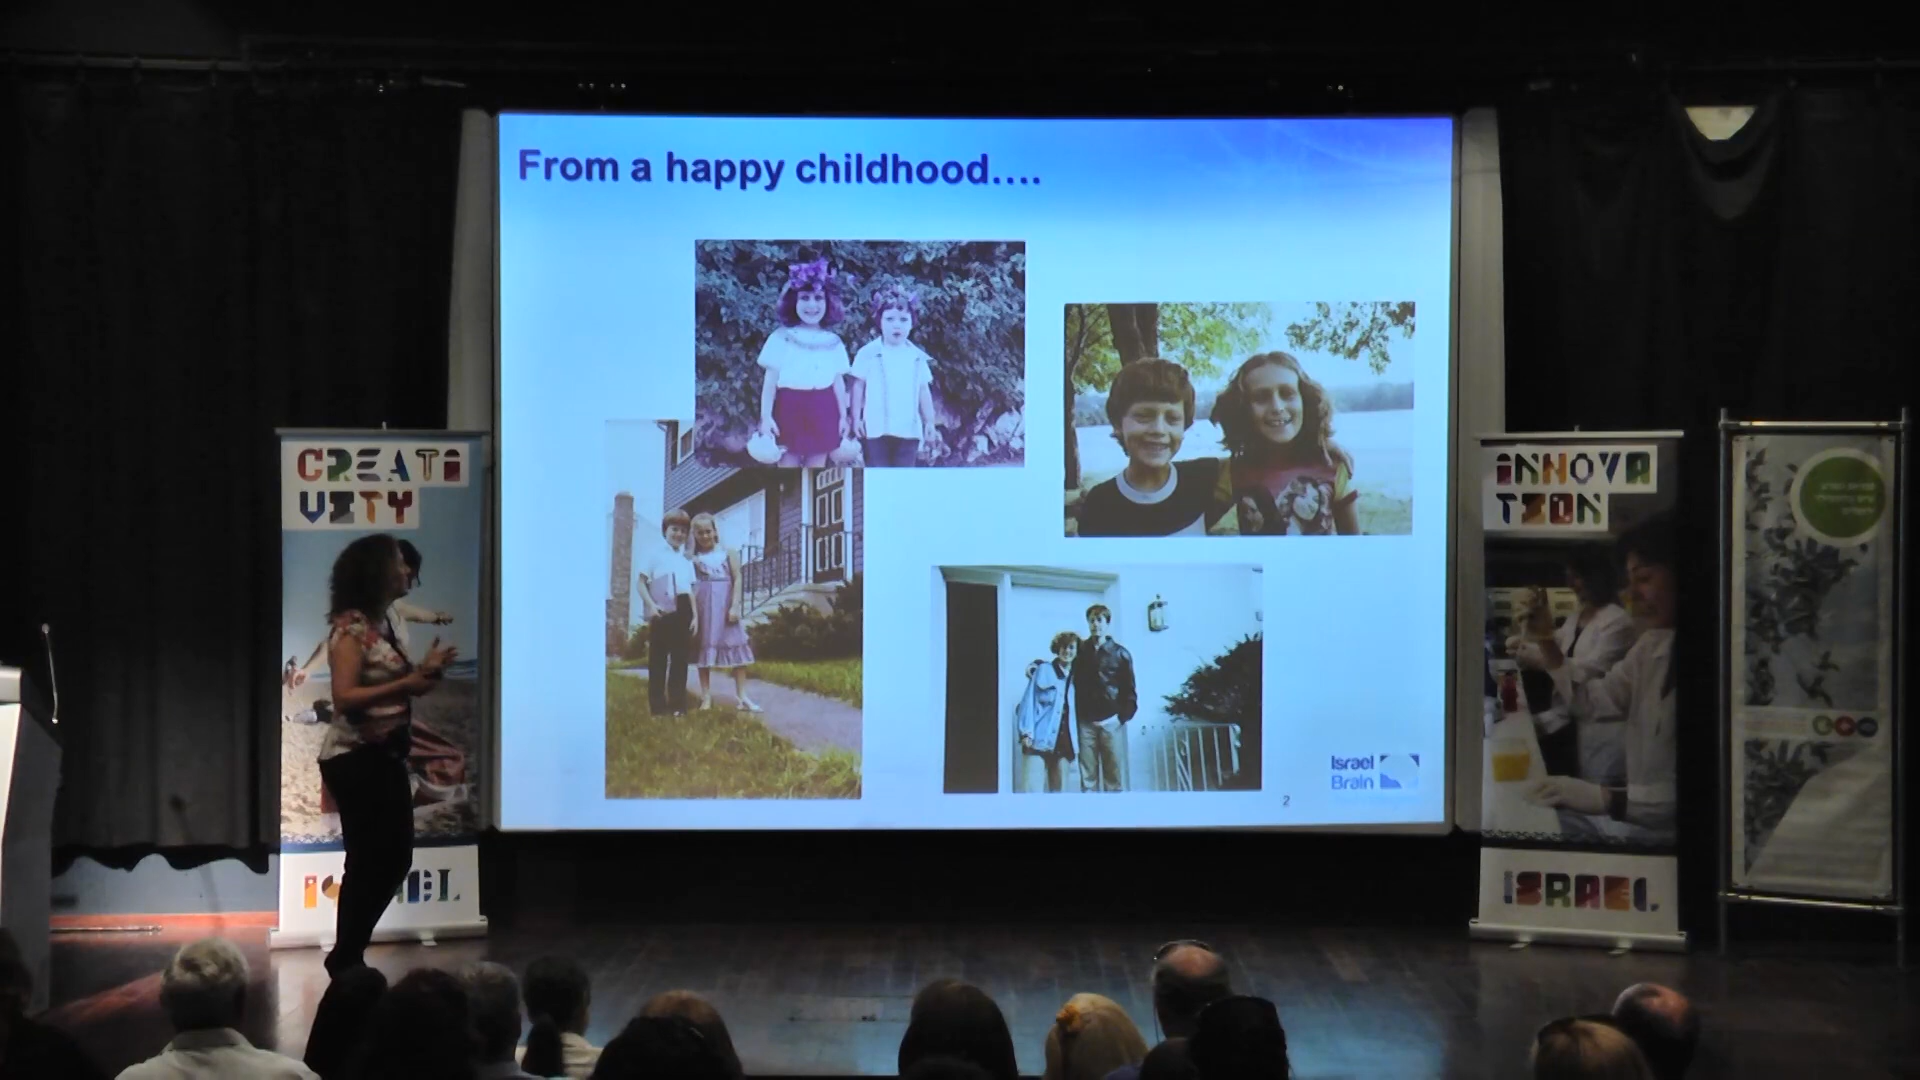 From a happy childhood....
CREATI
VITY
ISRAEL
Israel
Brain
2
INNOVA
TION
ISRAEL